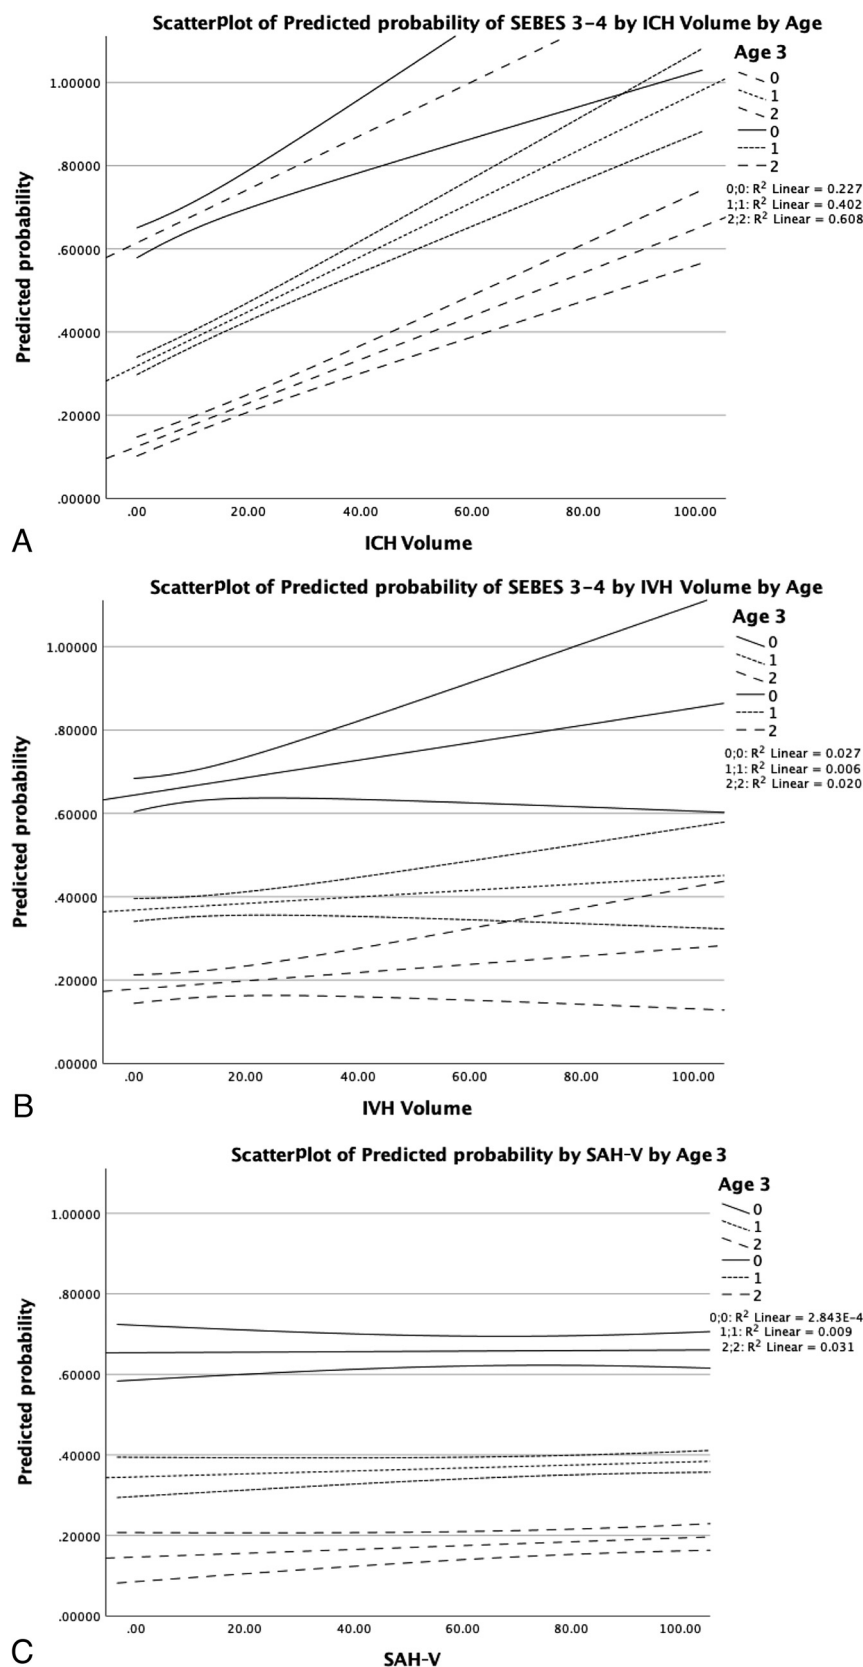 ScatterPlot of Predicted probability of SEBES 3-4 by ICH Volume by Age
Predicted probability
1.00000
.80000
.60000
.40000
.20000
.00000
.00 20.00 40.00 60.00 80.00 100.00
ICH Volume
Age 3
0
1
2
0
1
2
0;0: R² Linear = 0.227
1;1: R² Linear = 0.402
2;2: R² Linear = 0.608
A
ScatterPlot of Predicted probability of SEBES 3-4 by IVH Volume by Age
Predicted probability
1.00000
.80000
.60000
.40000
.20000
.00000
.00 20.00 40.00 60.00 80.00 100.00
IVH Volume
Age 3
0
1
2
0
1
2
0;0: R² Linear = 0.027
1;1: R² Linear = 0.006
2;2: R² Linear = 0.020
B
ScatterPlot of Predicted probability by SAH-V by Age 3
Predicted probability
1.00000
.80000
.60000
.40000
.20000
.00000
.00 20.00 40.00 60.00 80.00 100.00
SAH-V
Age 3
0
1
2
0
1
2
0;0: R² Linear = 2.843E-4
1;1: R² Linear = 0.009
2;2: R² Linear = 0.031
C